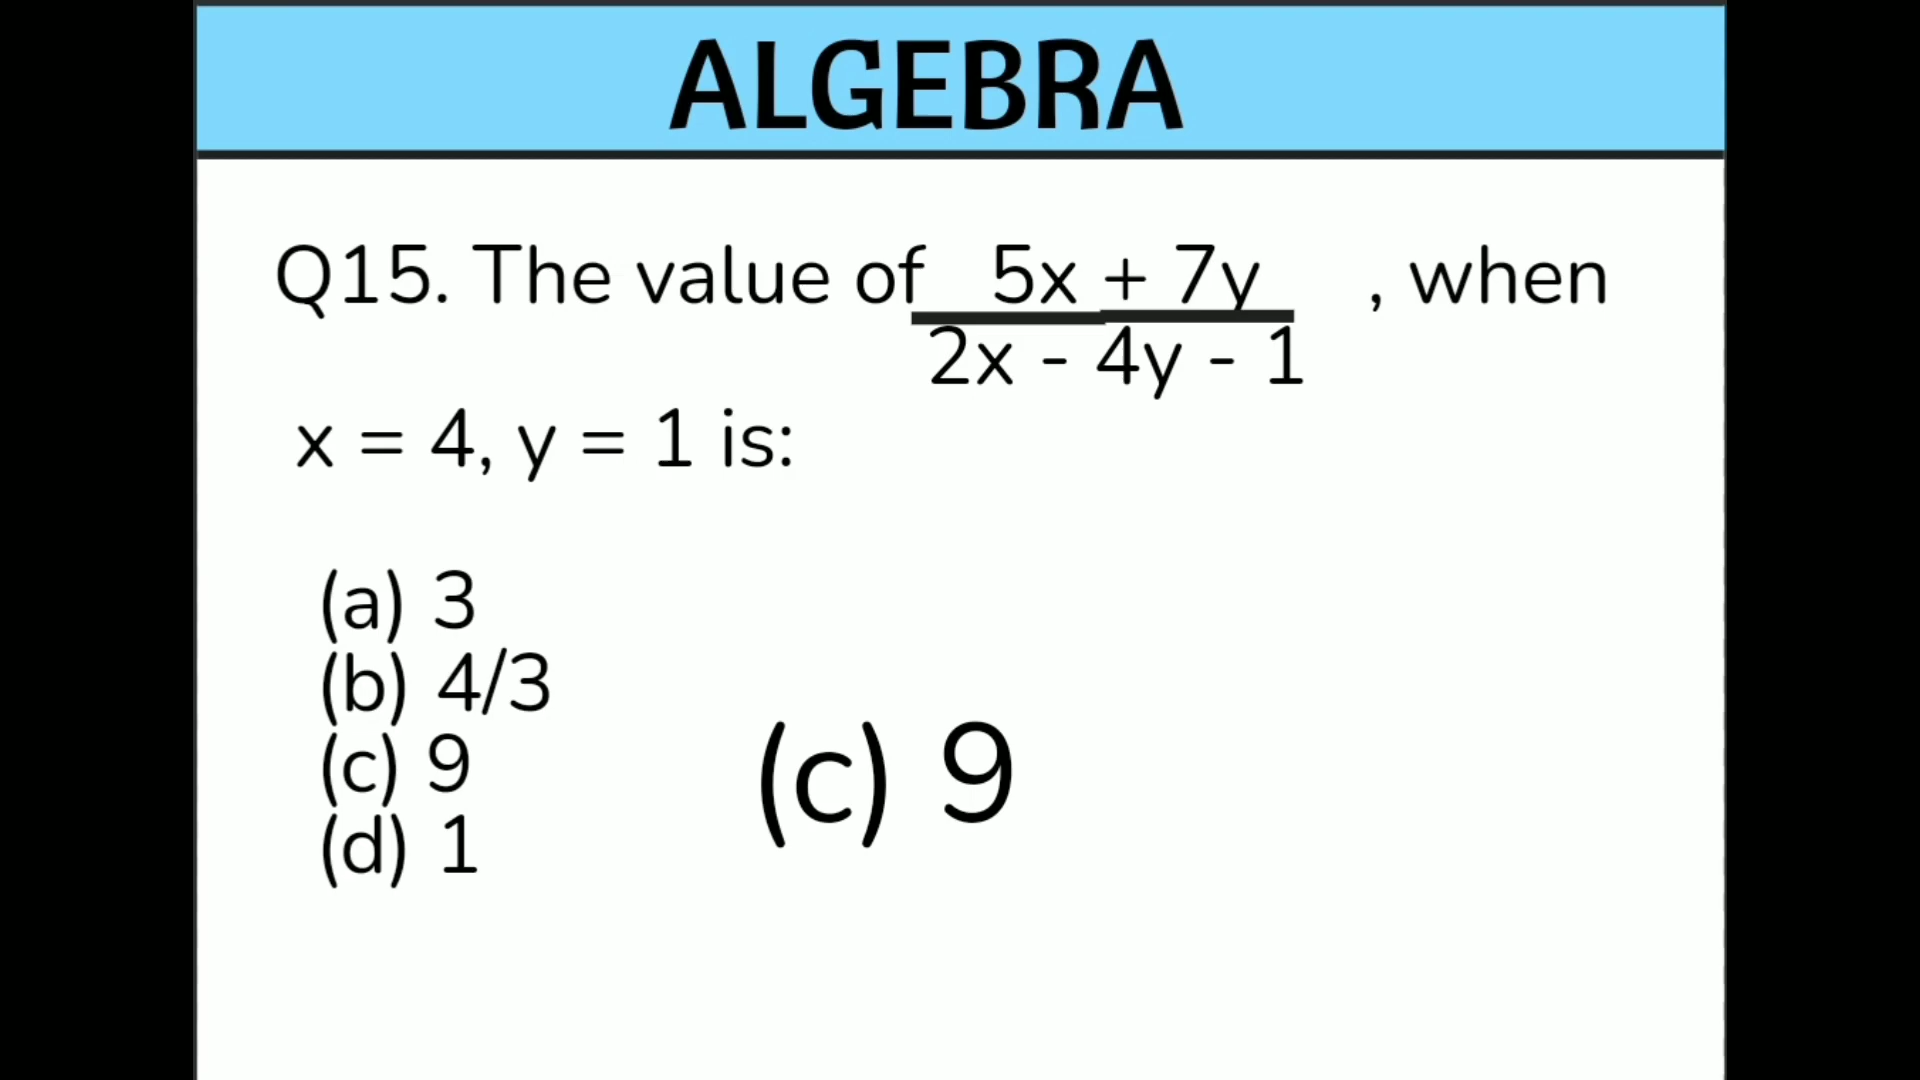 ALGEBRA
Q15. The value of 5x + 7y , when
2x - 4y - 1
x = 4, y = 1 is:
(a) 3
(b) 4/3
(c) 9
(d) 1
(c) 9